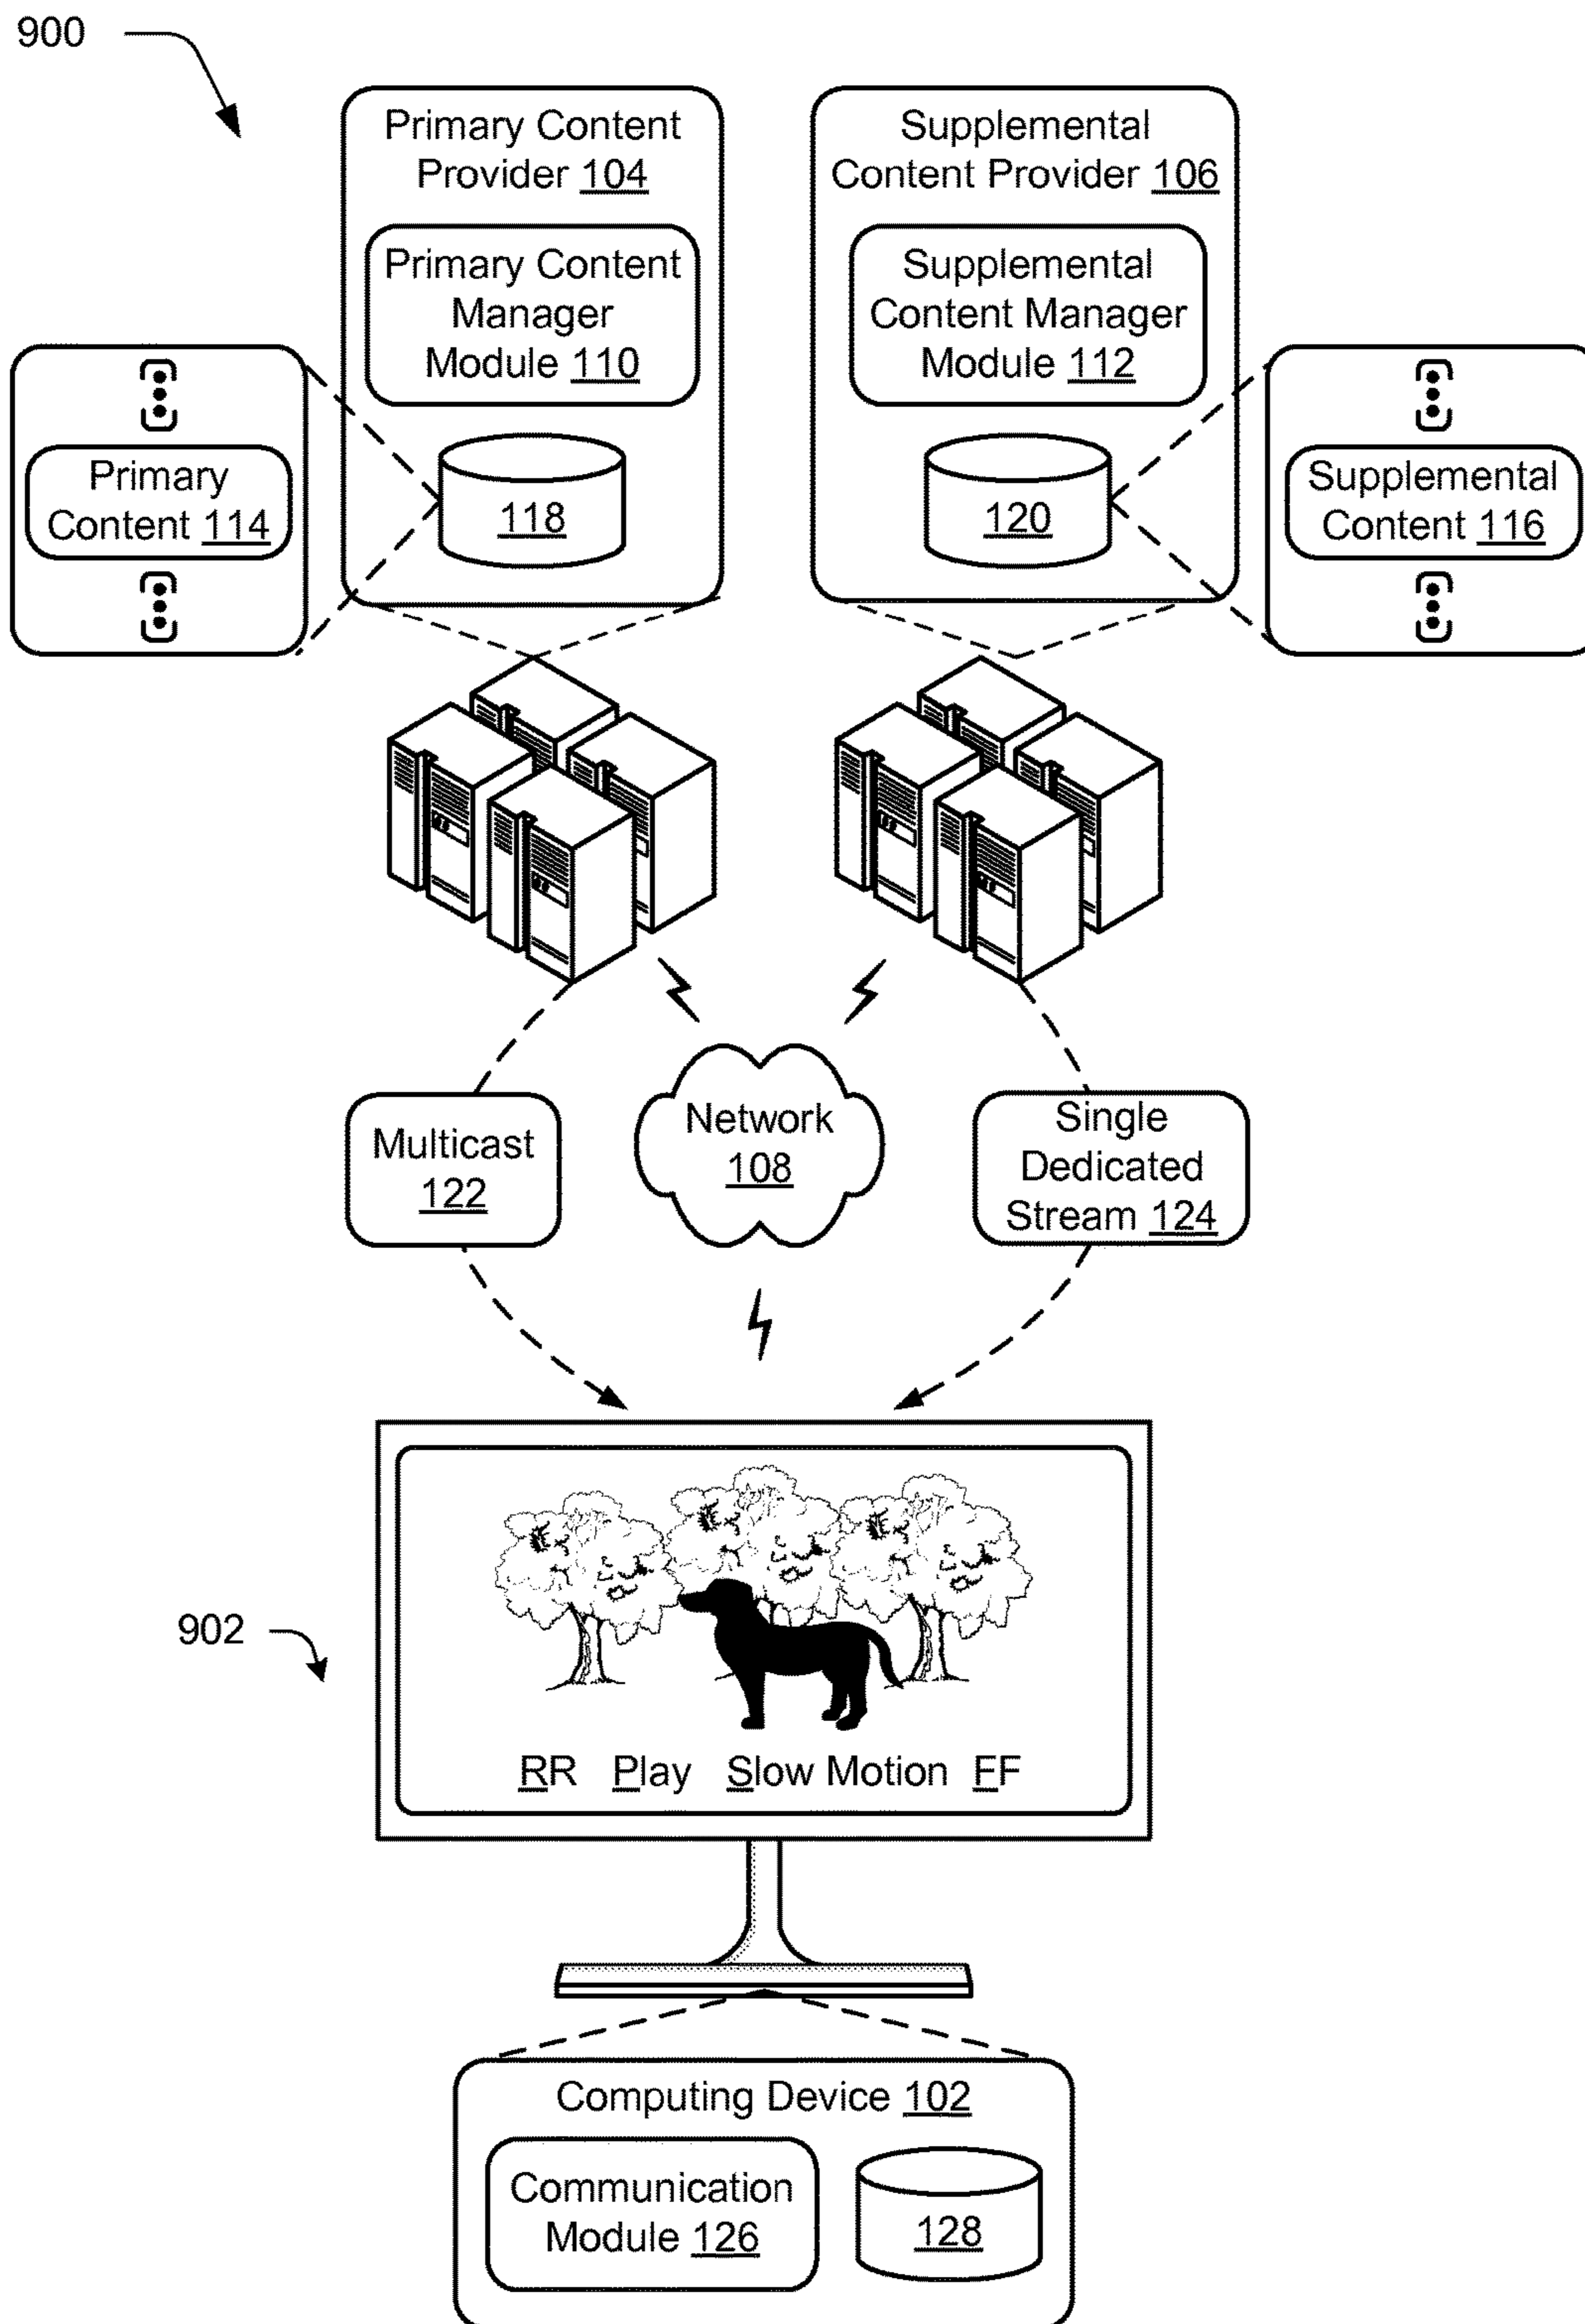 900
Primary Content
Provider 104
Supplemental
Content Provider 106
Primary Content
Manager
Module 110
Supplemental
Content Manager
Module 112
Primary
Content 114
118
120
Supplemental
Content 116
Multicast
122
Network
108
Single
Dedicated
Stream 124
902
RR Play Slow Motion FF
Computing Device 102
Communication
Module 126
128